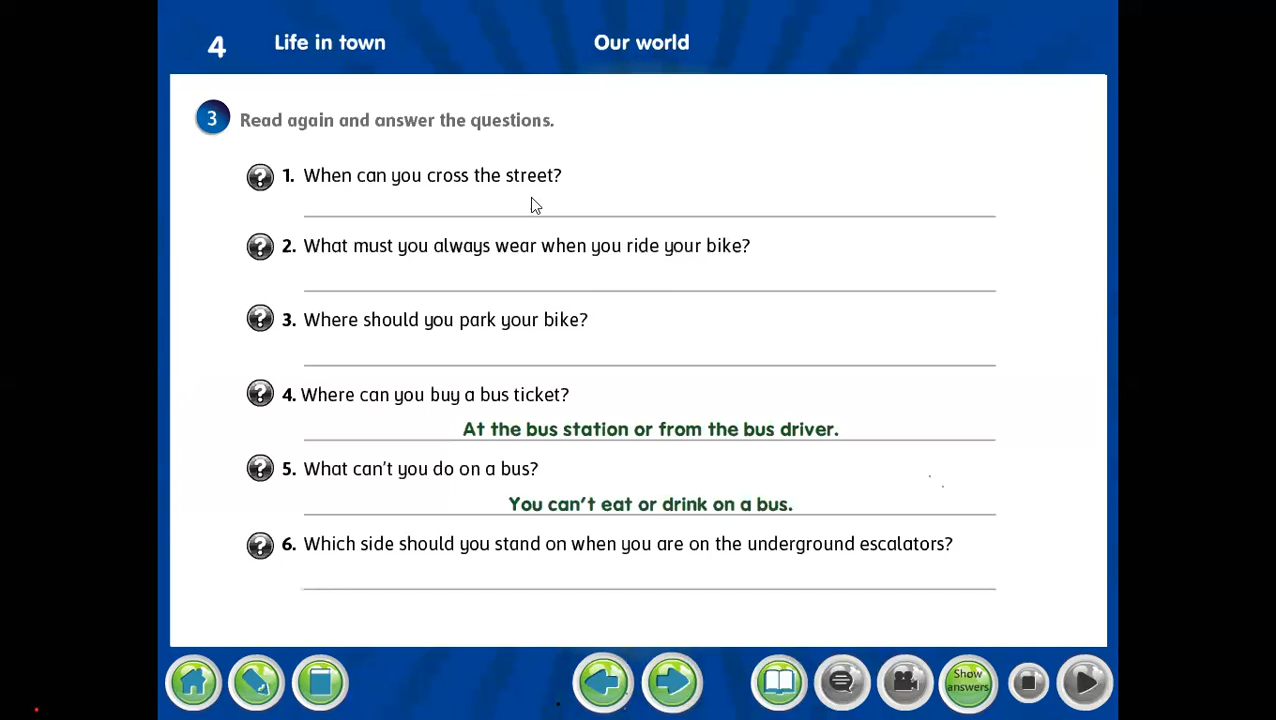 4 Life in town Our world
3 Read again and answer the questions.
? 1. When can you cross the street?
? 2. What must you always wear when you ride your bike?
? 3. Where should you park your bike?
? 4. Where can you buy a bus ticket?
At the bus station or from the bus driver.
? 5. What can't you do on a bus?
You can't eat or drink on a bus.
? 6. Which side should you stand on when you are on the underground escalators?
Show
answers